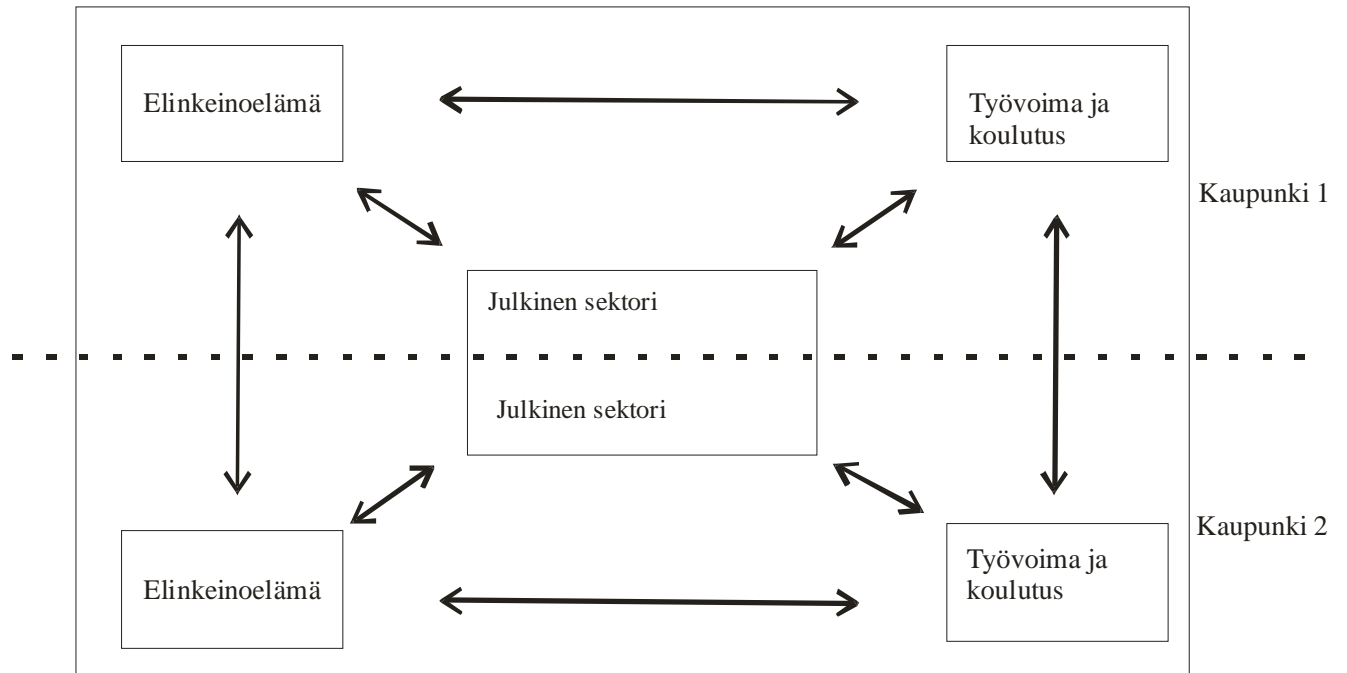 Elinkeinoelämä
Työvoima ja
koulutus
Kaupunki 1
Julkinen sektori
Julkinen sektori
Kaupunki 2
Elinkeinoelämä
Työvoima ja
koulutus